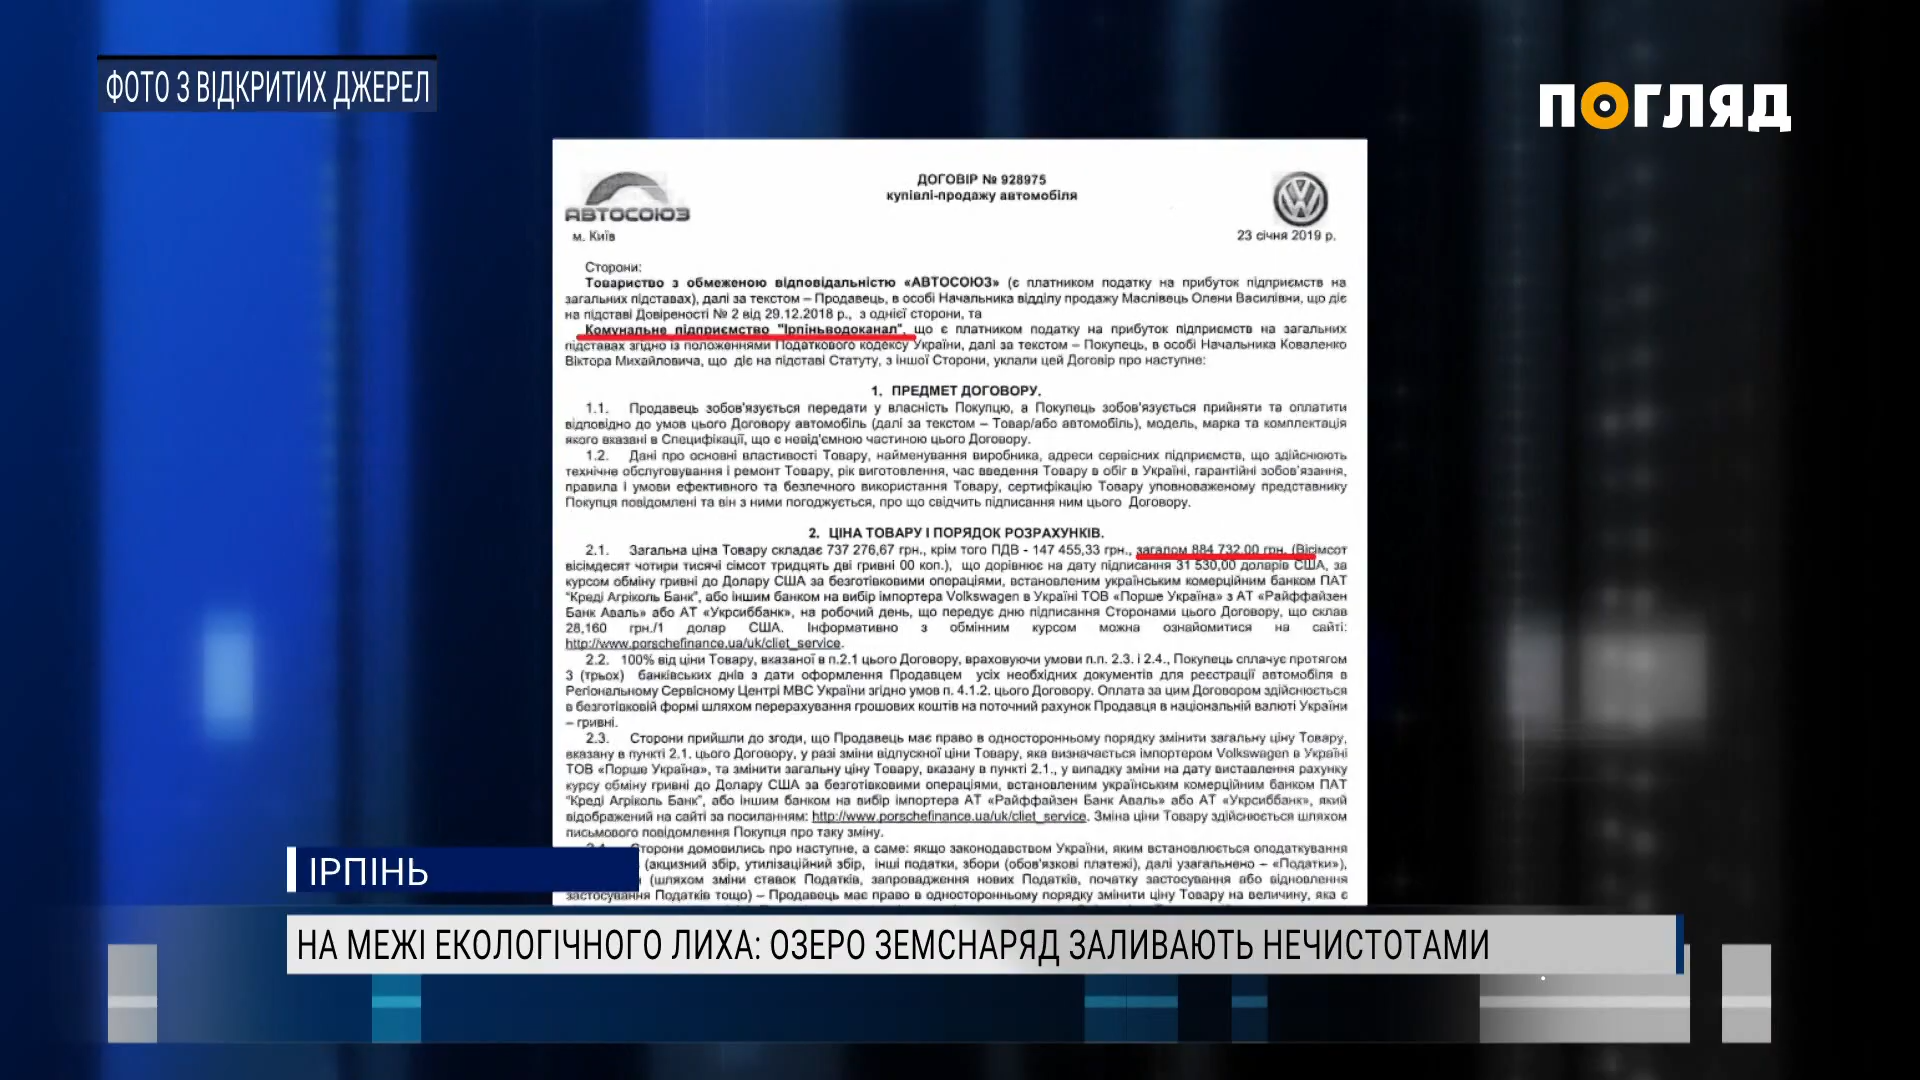 ФОТО З ВІДКРИТИХ ДЖЕРЕЛ
ПОГЛЯД
АВТОСОЮЗ
ДОГОВІР № 928975
купівлі-продажу автомобіля
м. Київ
23 січня 2019 р.
Сторони:
Товариство з обмеженою відповідальністю «АВТОСОЮЗ» (є платником податку на прибуток підприємств на
загальних підставах), далі за текстом – Продавець, в особі Начальника відділу продажу Маслівець Олени Василівни, що діє
на підставі Довіреності № 2 від 29.12.2018 р., з однієї сторони, та
Комунальне підприємство "Ірпіньводоканал", що є платником податку на прибуток підприємств на загальних
підставах згідно із положеннями Податкового кодексу України, далі за текстом – Покупець, в особі Начальника Коваленко
Віктора Михайловича, що діє на підставі Статуту, з іншої Сторони, уклали цей Договір про наступне:
1. ПРЕДМЕТ ДОГОВОРУ.
1.1. Продавець зобов'язується передати у власність Покупцю, а Покупець зобов'язується прийняти та оплатити
відповідно до умов цього Договору автомобіль (далі за текстом – Товар/або автомобіль), модель, марка та комплектація
якого вказані в Специфікації, що є невід'ємною частиною цього Договору.
1.2. Дані про основні властивості Товару, найменування виробника, адреси сервісних підприємств, що здійснюють
технічне обслуговування і ремонт Товару, рік виготовлення, час введення Товару в обіг в Україні, гарантійні зобов'язання,
правила і умови ефективного та безпечного використання Товару, сертифікацію Товару уповноваженому представнику
Покупця повідомлені та він з ними погоджується, про що свідчить підписання ним цього Договору.
2. ЦІНА ТОВАРУ І ПОРЯДОК РОЗРАХУНКІВ.
2.1. Загальна ціна Товару складає 737 276,67 грн., крім того ПДВ - 147 455,33 грн., загалом 884 732,00 грн. (Вісімсот
вісімдесят чотири тисячі сімсот тридцять дві гривні 00 коп.), що дорівнює на дату підписання 31 530,00 доларів США, за
курсом обміну гривні до Долару США за безготівковими операціями, встановленим українським комерційним банком ПАТ
"Креді Агріколь Банк", або іншим банком на вибір імпортера Volkswagen в Україні ТОВ «Порше Україна» з АТ «Райффайзен
Банк Аваль» або АТ «Укрсиббанк», на робочий день, що передує дню підписання Сторонами цього Договору, що склав
28,160 грн./1 долар США. Інформативно з обмінним курсом можна ознайомитися на сайті:
http://www.porschefinance.ua/uk/cliet_service.
2.2. 100% від ціни Товару, вказаної в п.2.1 цього Договору, враховуючи умови п.п. 2.3. і 2.4., Покупець сплачує протягом
3 (трьох) банківських днів з дати оформлення Продавцем усіх необхідних документів для реєстрації автомобіля в
Регіональному Сервісному Центрі МВС України згідно умов п. 4.1.2. цього Договору. Оплата за цим Договором здійснюється
в безготівковій формі шляхом перерахування грошових коштів на поточний рахунок Продавця в національній валюті України
– гривні.
2.3. Сторони прийшли до згоди, що Продавець має право в односторонньому порядку змінити загальну ціну Товару,
вказану в пункті 2.1. цього Договору, у разі зміни відпускної ціни Товару, яка визначається імпортером Volkswagen в Україні
ТОВ «Порше Україна», та змінити загальну ціну Товару, вказану в пункті 2.1., у випадку зміни на дату виставлення рахунку
курсу обміну гривні до Долару США за безготівковими операціями, встановленим українським комерційним банком ПАТ
"Креді Агріколь Банк", або іншим банком на вибір імпортера АТ «Райффайзен Банк Аваль» або АТ «Укрсиббанк», який
відображений на сайті за посиланням: http://www.porschefinance.ua/uk/cliet_service. Зміна ціни Товару здійснюється шляхом
письмового повідомлення Покупця про таку зміну.
домовились про наступне, а саме: якщо законодавством України, яким встановлюється оподаткування
(акцизний збір, утилізаційний збір, інші податки, збори (обов'язкові платежі), далі узагальнено – «Податки»),
(шляхом зміни ставок Податків, запровадження нових Податків, початку застосування або відновлення
застосування Податків тощо) – Продавець має право в односторонньому порядку змінити ціну Товару на величину, яка є
ІРПІНЬ
НА МЕЖІ ЕКОЛОГІЧНОГО ЛИХА: ОЗЕРО ЗЕМСНАРЯД ЗАЛИВАЮТЬ НЕЧИСТОТАМИ